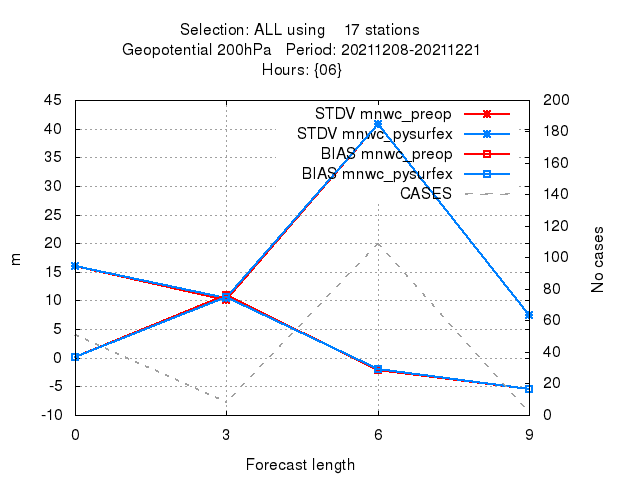 Selection: ALL using    17 stations
Geopotential 200hPa   Period: 20211208-20211221
Hours: {06}
45 200
40 180
35 160
30 140
25 120
20 100
15 80
10 60
5 40
0 20
-5 0
-10
STDV mnwc_preop
STDV mnwc_pysurfex
BIAS mnwc_preop
BIAS mnwc_pysurfex
CASES
m
No cases
0 3 6 9
Forecast length